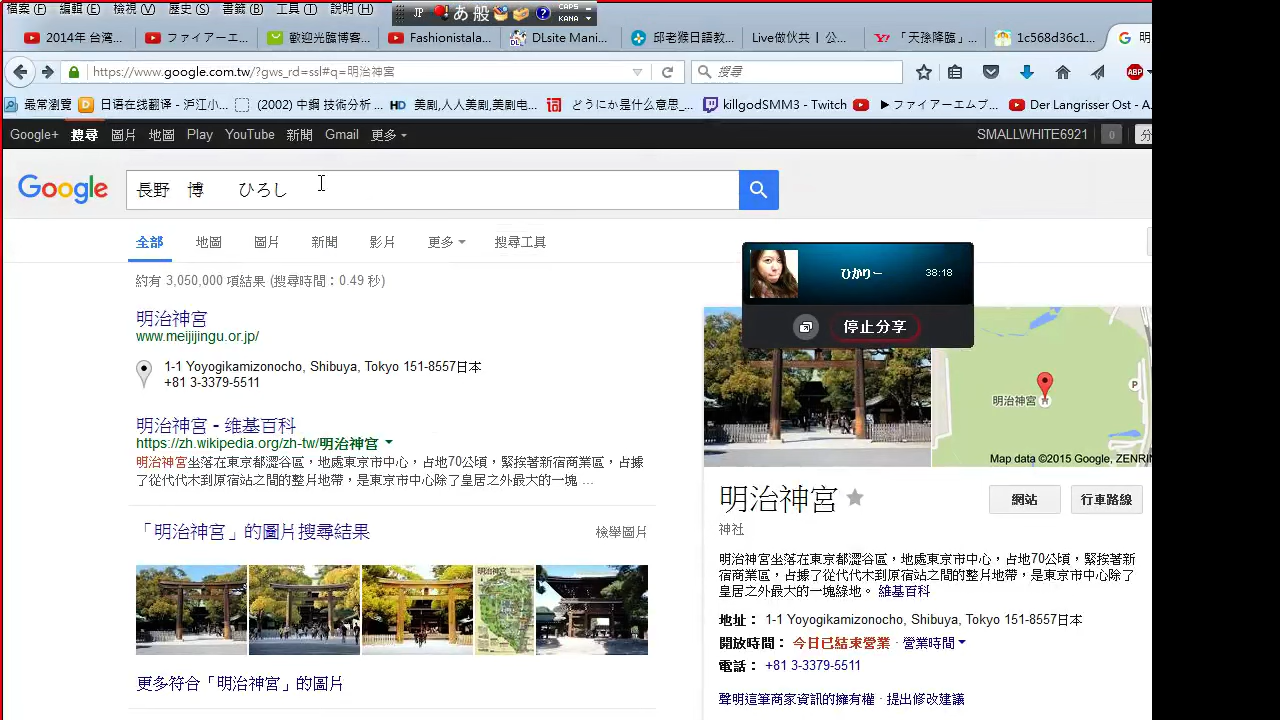 檔案 (F) 編輯 (E) 檢視 (V) 歷史 (S) 書籤 (B) 工具 (T) 說明 (H)
JP あ 般 CAPS KANA
2014年 台湾... ファイアーエ... 歡迎光臨博客... Fashionistala... DLsite Mani... 邱老猴日語教... Live做伙共｜公... 「天孫降臨」... 1c568d36c1... 明
https://www.google.com.tw/?gws_rd=ssl#q=明治神宮 搜尋 ABP
最常瀏覽 日语在线翻译 - 沪江小... (2002) 中鋼 技術分析 ... HD 美剧,人人美剧,美剧电... 词 どうにか是什么意思_... killgodSMM3 - Twitch ▶ ファイアーエムブ... Der Langrisser Ost - A.
Google+ 搜尋 圖片 地圖 Play YouTube 新聞 Gmail 更多 SMALLWHITE6921 0 分
Google 長野 博 ひろし
全部 地圖 圖片 新聞 影片 更多 搜尋工具
約有 3,050,000 項結果 (搜尋時間：0.49 秒)
ひかりー 38:18
停止分享
明治神宮
www.meijijingu.or.jp/
1-1 Yoyogikamizonocho, Shibuya, Tokyo 151-8557日本
+81 3-3379-5511
明治神宮 - 维基百科
https://zh.wikipedia.org/zh-tw/明治神宮
明治神宮坐落在東京都澀谷區，地處東京市中心，占地70公頃，緊挨著新宿商業區，占據
了從代代木到原宿站之間的整片地帶，是東京市中心除了皇居之外最大的一塊 ...
「明治神宮」的圖片搜尋結果 檢舉圖片
更多符合「明治神宮」的圖片
明治神宮 P
Map data ©2015 Google, ZENRIN
明治神宮 網站 行車路線
神社
明治神宮坐落在東京都澀谷區，地處東京市中心，占地70公頃，緊挨著新
宿商業區，占據了從代代木到原宿站之間的整片地帶，是東京市中心除了
皇居之外最大的一塊綠地。 維基百科
地址： 1-1 Yoyogikamizonocho, Shibuya, Tokyo 151-8557日本
開放時間： 今日已結束營業 · 營業時間
電話： +81 3-3379-5511
聲明這筆商家資訊的擁有權 · 提出修改建議